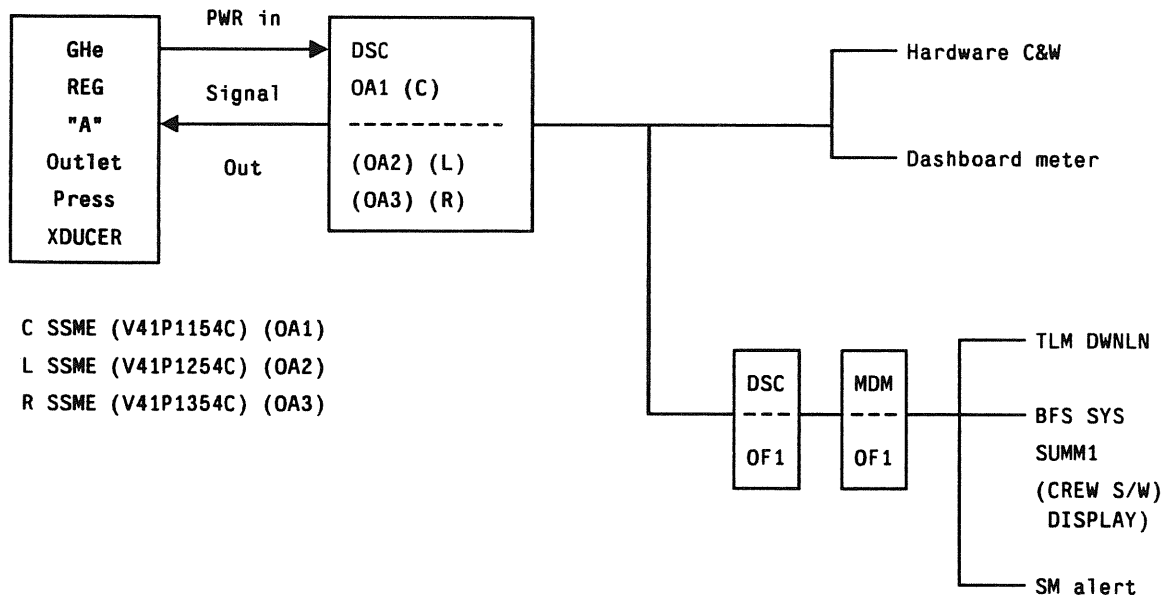 PWR in
GHe
REG
"A"
Outlet
Press
XDUCER
Signal
Out
DSC
OA1 (C)
(OA2) (L)
(OA3) (R)
Hardware C&W
Dashboard meter
C SSME (V41P1154C) (OA1)
L SSME (V41P1254C) (OA2)
R SSME (V41P1354C) (OA3)
DSC
OF1
MDM
OF1
TLM DWNLN
BFS SYS
SUMM1
(CREW S/W)
DISPLAY)
SM alert